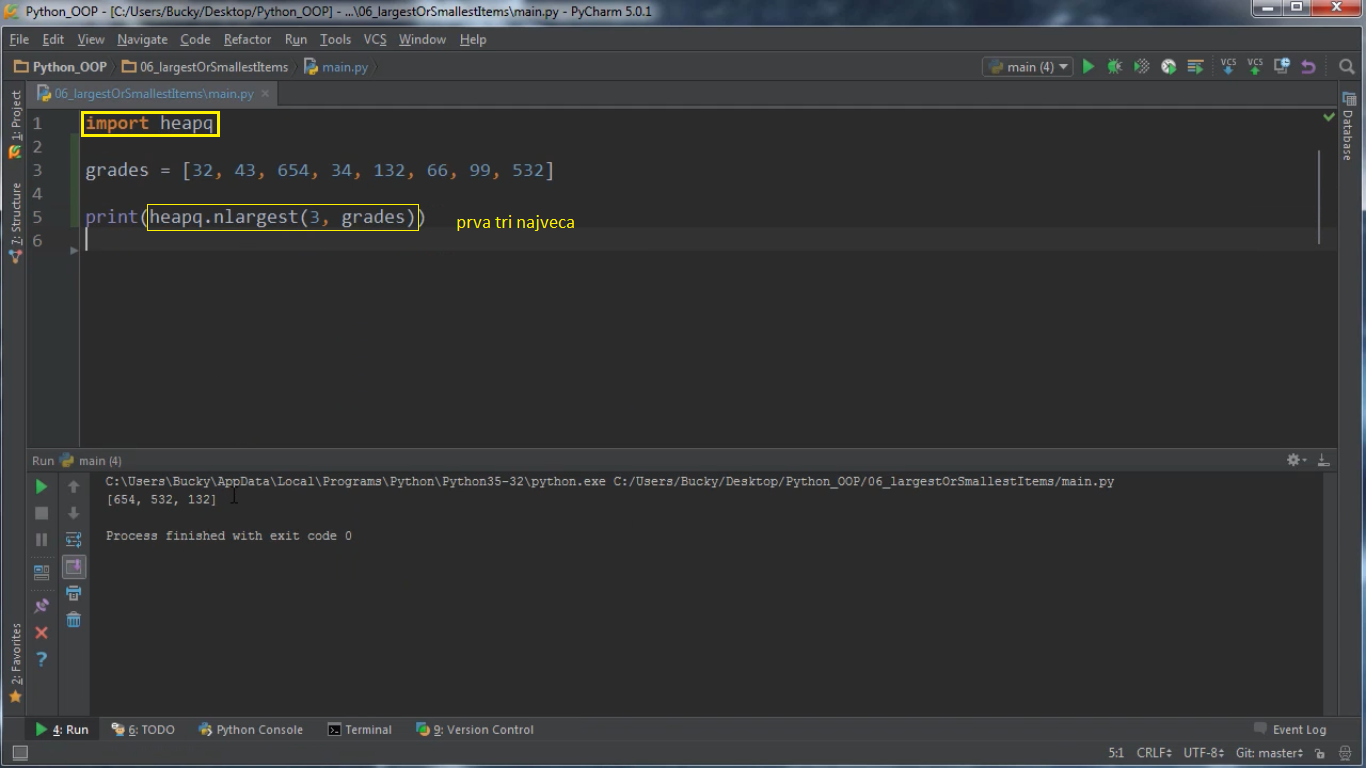 Python_OOP - [C:/Users/Bucky/Desktop/Python_OOP] - ...\06_largestOrSmallestItems\main.py - PyCharm 5.0.1
File Edit View Navigate Code Refactor Run Tools VCS Window Help
Python_OOP 06_largestOrSmallestItems main.py main (4) VCS VCS
1: Project
7: Structure
2: Favorites
Database
06_largestOrSmallestItems\main.py
1 import heapq
2
3 grades = [32, 43, 654, 34, 132, 66, 99, 532]
4
5 print(heapq.nlargest(3, grades)) prva tri najveca
6
Run main (4)
C:\Users\Bucky\AppData\Local\Programs\Python\Python35-32\python.exe C:/Users/Bucky/Desktop/Python_OOP/06_largestOrSmallestItems/main.py
[654, 532, 132]
Process finished with exit code 0
4: Run 6: TODO Python Console Terminal 9: Version Control Event Log
5:1 CRLF UTF-8 Git: master